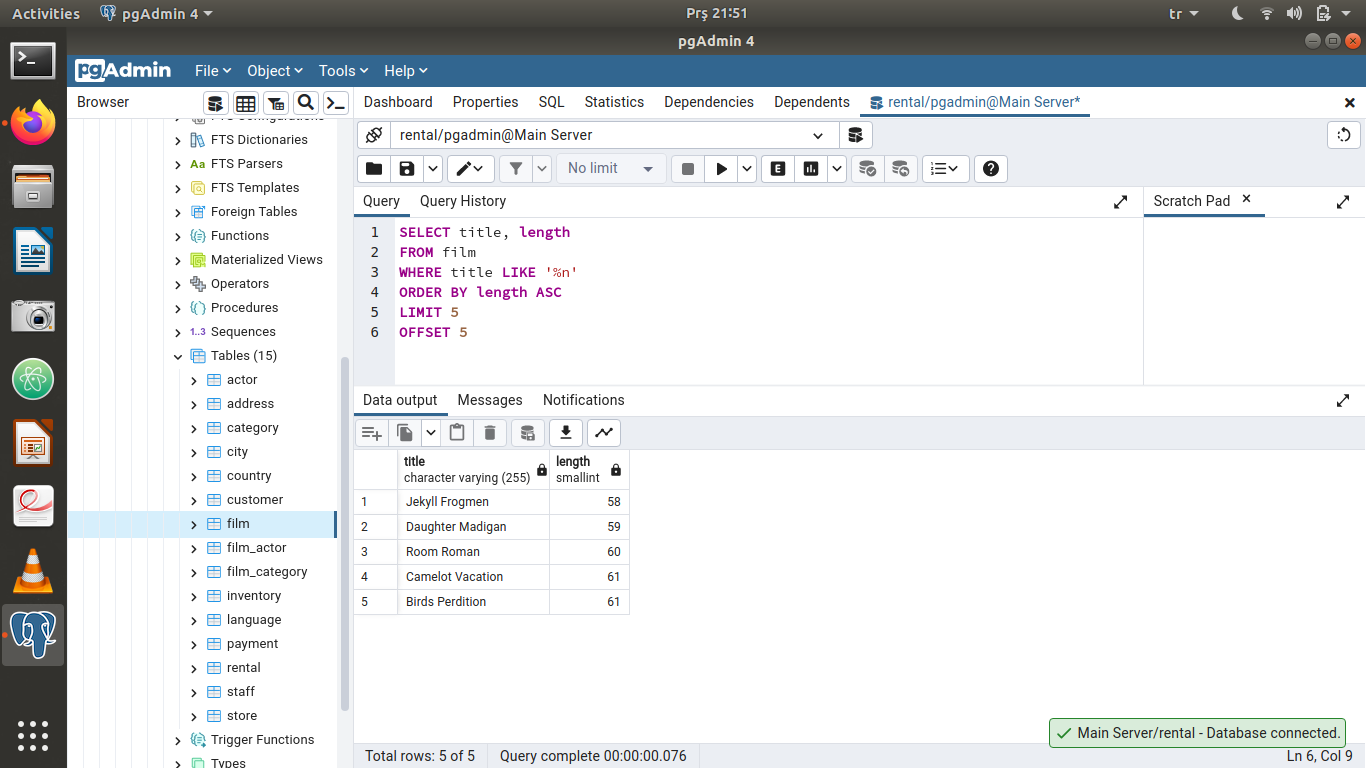 Activities pgAdmin 4 Prş 21:51 tr
pgAdmin 4
pgAdmin File Object Tools Help
Browser Dashboard Properties SQL Statistics Dependencies Dependents rental/pgadmin@Main Server*
FTS Configurations
FTS Dictionaries
Aa FTS Parsers
FTS Templates
Foreign Tables
Functions
Materialized Views
Operators
Procedures
1..3 Sequences
Tables (15)
actor
address
category
city
country
customer
film
film_actor
film_category
inventory
language
payment
rental
staff
store
Trigger Functions
Types
rental/pgadmin@Main Server
No limit E
Query Query History Scratch Pad
1 SELECT title, length
2 FROM film
3 WHERE title LIKE '%n'
4 ORDER BY length ASC
5 LIMIT 5
6 OFFSET 5
Data output Messages Notifications
title length
character varying (255) smallint
1 Jekyll Frogmen 58
2 Daughter Madigan 59
3 Room Roman 60
4 Camelot Vacation 61
5 Birds Perdition 61
Main Server/rental - Database connected.
Total rows: 5 of 5 Query complete 00:00:00.076 Ln 6, Col 9